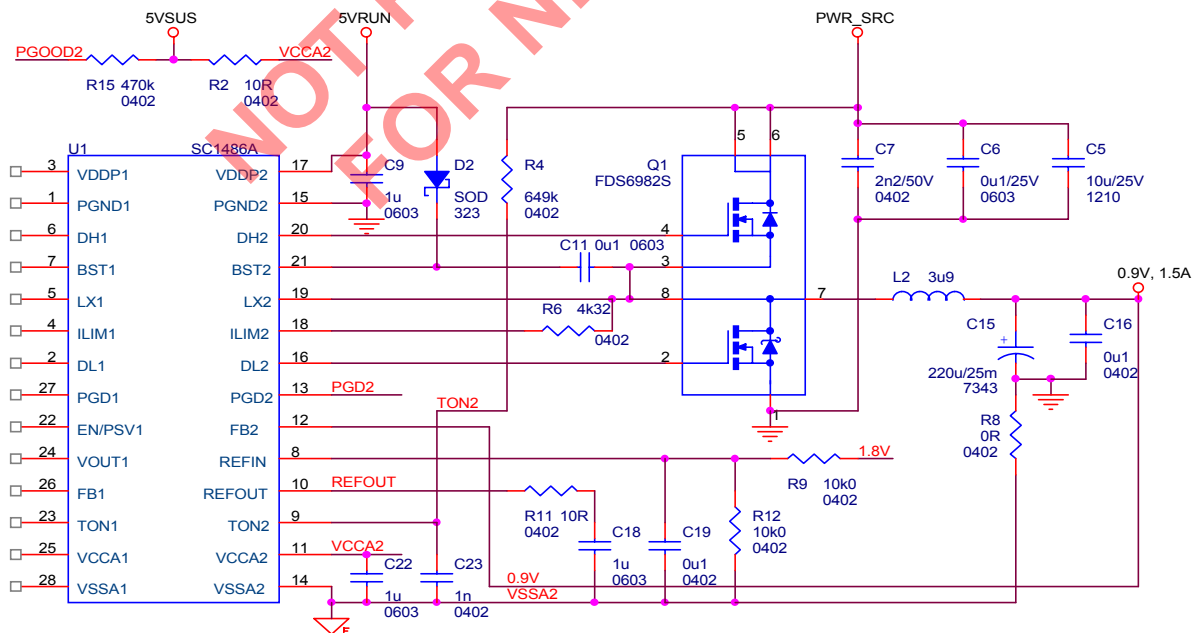 5VSUS
5VRUN
PWR_SRC
NOT
FOR N
PGOOD2
VCCA2
R15 470k
0402
R2 10R
0402
U1
SC1486A
3 VDDP1
VDDP2 17
1 PGND1
PGND2 15
6 DH1
DH2 20
7 BST1
BST2 21
5 LX1
LX2 19
4 ILIM1
ILIM2 18
2 DL1
DL2 16
27 PGD1
PGD2 13
PGD2
22 EN/PSV1
FB2 12
24 VOUT1
REFIN 8
26 FB1
REFOUT 10
REFOUT
23 TON1
TON2 9
25 VCCA1
VCCA2 11
VCCA2
28 VSSA1
VSSA2 14
C9
1u
0603
D2
SOD
323
R4
649k
0402
Q1
FDS6982S
5
6
4
3
8
7
2
1
C7
2n2/50V
0402
C6
0u1/25V
0603
C5
10u/25V
1210
C11 0u1 0603
R6 4k32
0402
L2 3u9
0.9V, 1.5A
C15
+
220u/25m
7343
C16
0u1
0402
R8
0R
0402
TON2
1.8V
R9 10k0
0402
R11 10R
0402
C18
1u
0603
C19
0u1
0402
R12
10k0
0402
C22
1u
0603
C23
1n
0402
0.9V
VSSA2